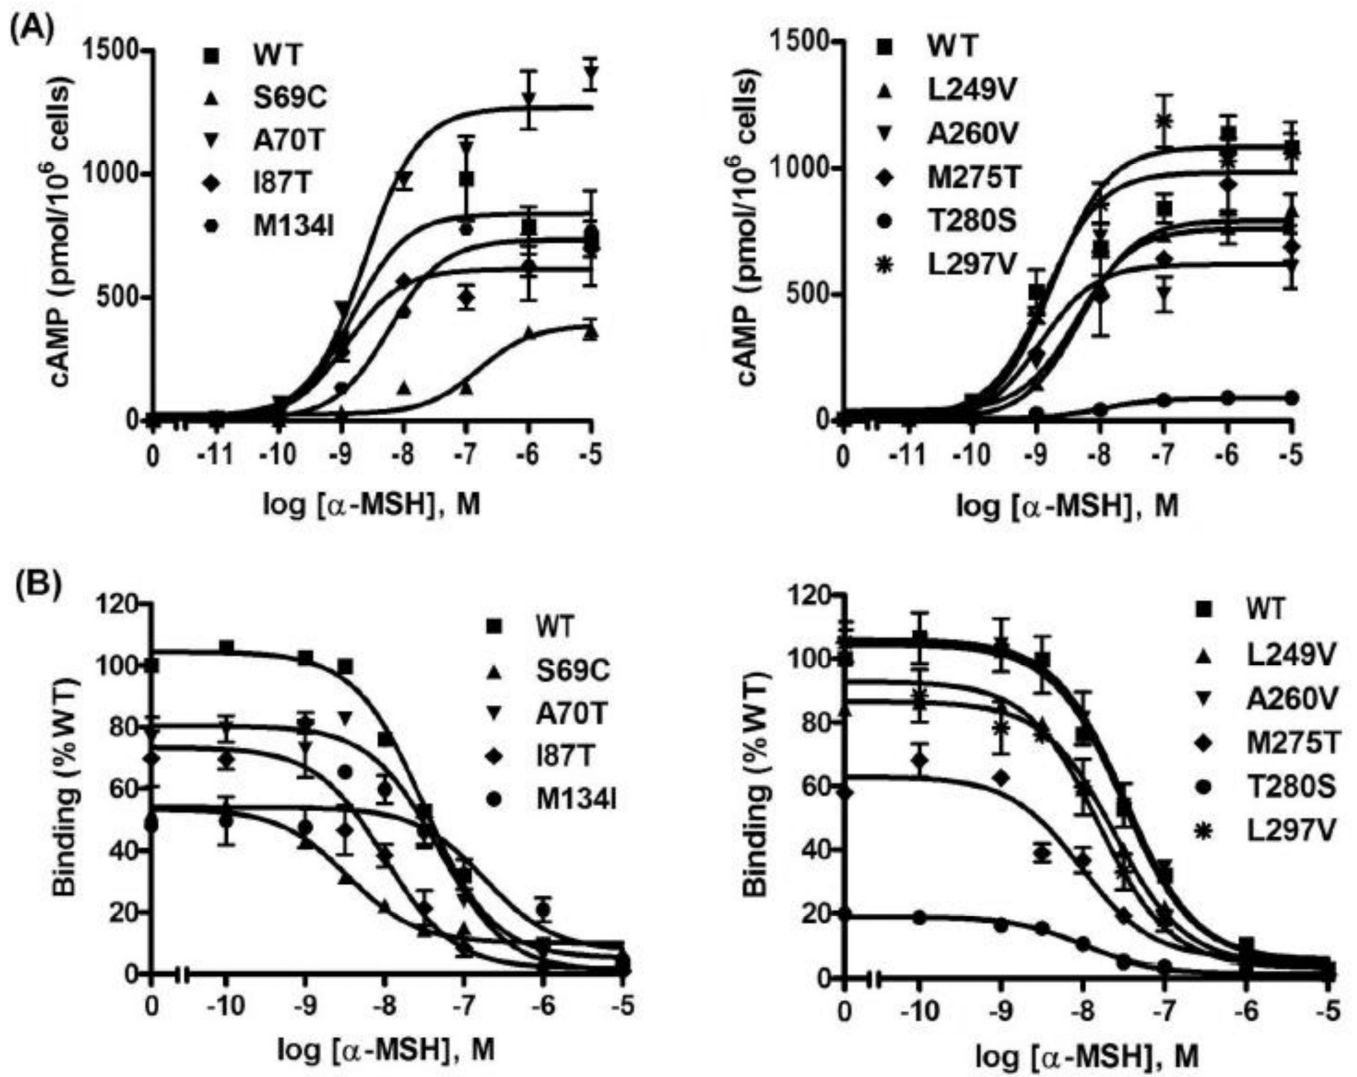 (A)
1500
1000
500
0
cAMP (pmol/10⁶ cells)
WT
S69C
A70T
I87T
M134I
0 -11 -10 -9 -8 -7 -6 -5
log [α-MSH], M
1500
1000
500
0
cAMP (pmol/10⁶ cells)
WT
L249V
A260V
M275T
T280S
L297V
0 -11 -10 -9 -8 -7 -6 -5
log [α-MSH], M
(B)
120
100
80
60
40
20
0
Binding (%WT)
WT
S69C
A70T
I87T
M134I
0 -10 -9 -8 -7 -6 -5
log [α-MSH], M
120
100
80
60
40
20
0
Binding (%WT)
WT
L249V
A260V
M275T
T280S
L297V
0 -10 -9 -8 -7 -6 -5
log [α-MSH], M